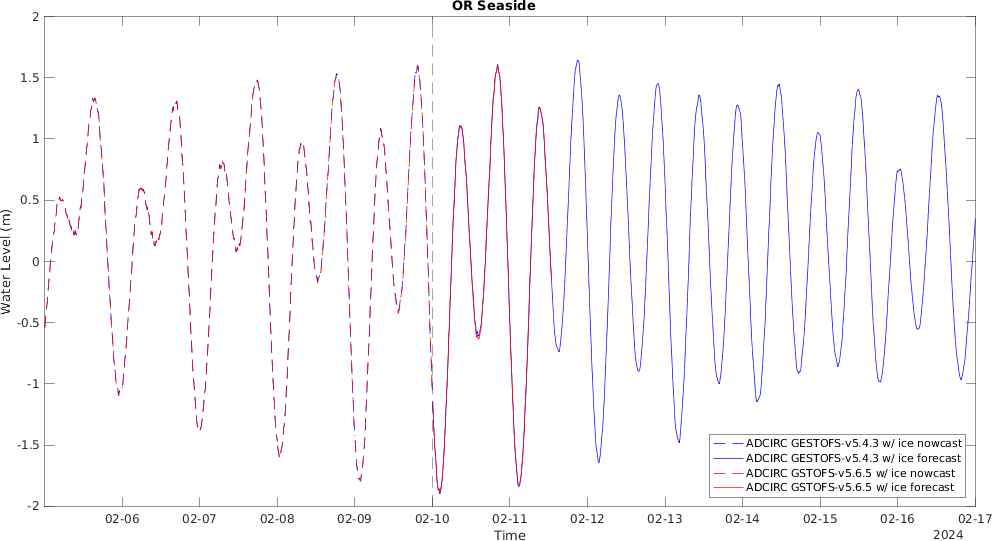 OR Seaside
2
1.5
1
0.5
0
-0.5
-1
-1.5
-2
Water Level (m)
ADCIRC GESTOFS-v5.4.3 w/ ice nowcast
ADCIRC GESTOFS-v5.4.3 w/ ice forecast
ADCIRC GSTOFS-v5.6.5 w/ ice nowcast
ADCIRC GSTOFS-v5.6.5 w/ ice forecast
02-06 02-07 02-08 02-09 02-10 02-11 02-12 02-13 02-14 02-15 02-16 02-17
Time
2024